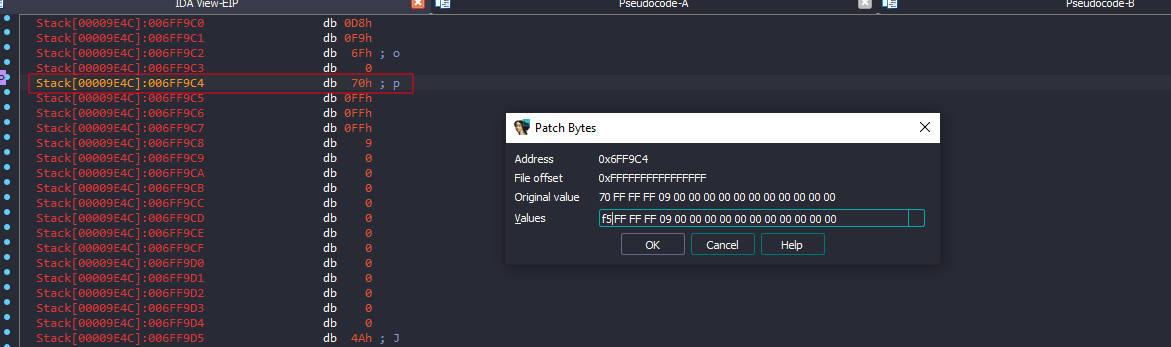 IDA View-EIP Pseudocode-A Pseudocode-B
Stack[00009E4C]:006FF9C0 db 0D8h
Stack[00009E4C]:006FF9C1 db 0F9h
Stack[00009E4C]:006FF9C2 db 6Fh ; o
Stack[00009E4C]:006FF9C3 db 0
Stack[00009E4C]:006FF9C4 db 70h ; p
Stack[00009E4C]:006FF9C5 db 0FFh
Stack[00009E4C]:006FF9C6 db 0FFh
Stack[00009E4C]:006FF9C7 db 0FFh
Stack[00009E4C]:006FF9C8 db 9
Stack[00009E4C]:006FF9C9 db 0
Stack[00009E4C]:006FF9CA db 0
Stack[00009E4C]:006FF9CB db 0
Stack[00009E4C]:006FF9CC db 0
Stack[00009E4C]:006FF9CD db 0
Stack[00009E4C]:006FF9CE db 0
Stack[00009E4C]:006FF9CF db 0
Stack[00009E4C]:006FF9D0 db 0
Stack[00009E4C]:006FF9D1 db 0
Stack[00009E4C]:006FF9D2 db 0
Stack[00009E4C]:006FF9D3 db 0
Stack[00009E4C]:006FF9D4 db 0
Stack[00009E4C]:006FF9D5 db 4Ah ; J
Patch Bytes
Address 0x6FF9C4
File offset 0xFFFFFFFFFFFFFFFF
Original value 70 FF FF FF 09 00 00 00 00 00 00 00 00 00 00 00
Values f5 FF FF FF 09 00 00 00 00 00 00 00 00 00 00 00
OK Cancel Help